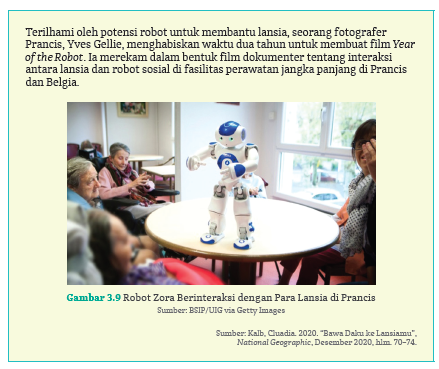 Terilhami oleh potensi robot untuk membantu lansia, seorang fotografer
Prancis, Yves Gellie, menghabiskan waktu dua tahun untuk membuat film Year
of the Robot. Ia merekam dalam bentuk film dokumenter tentang interaksi
antara lansia dan robot sosial di fasilitas perawatan jangka panjang di Prancis
dan Belgia.
Gambar 3.9 Robot Zora Berinteraksi dengan Para Lansia di Prancis
Sumber: BSIP/UIG via Getty Images
Sumber: Kalb, Cluadia. 2020. “Bawa Daku ke Lansiamu”,
National Geographic, Desember 2020, hlm. 70–74.